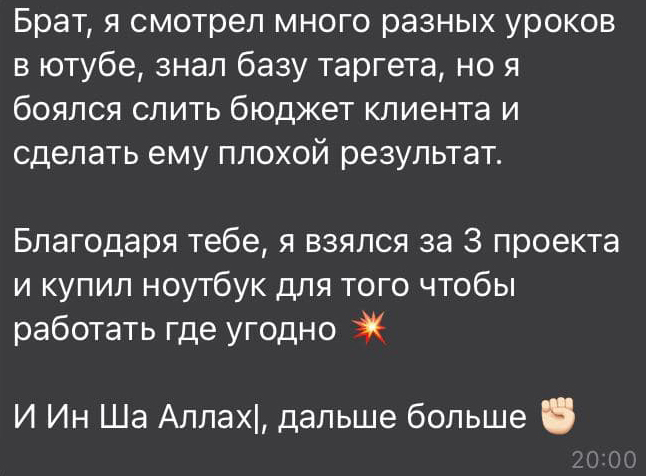 Брат, я смотрел много разных уроков
в ютубе, знал базу таргета, но я
боялся слить бюджет клиента и
сделать ему плохой результат.
Благодаря тебе, я взялся за 3 проекта
и купил ноутбук для того чтобы
работать где угодно 💥
И Ин Ша Аллах|, дальше больше ✊🏻
20:00